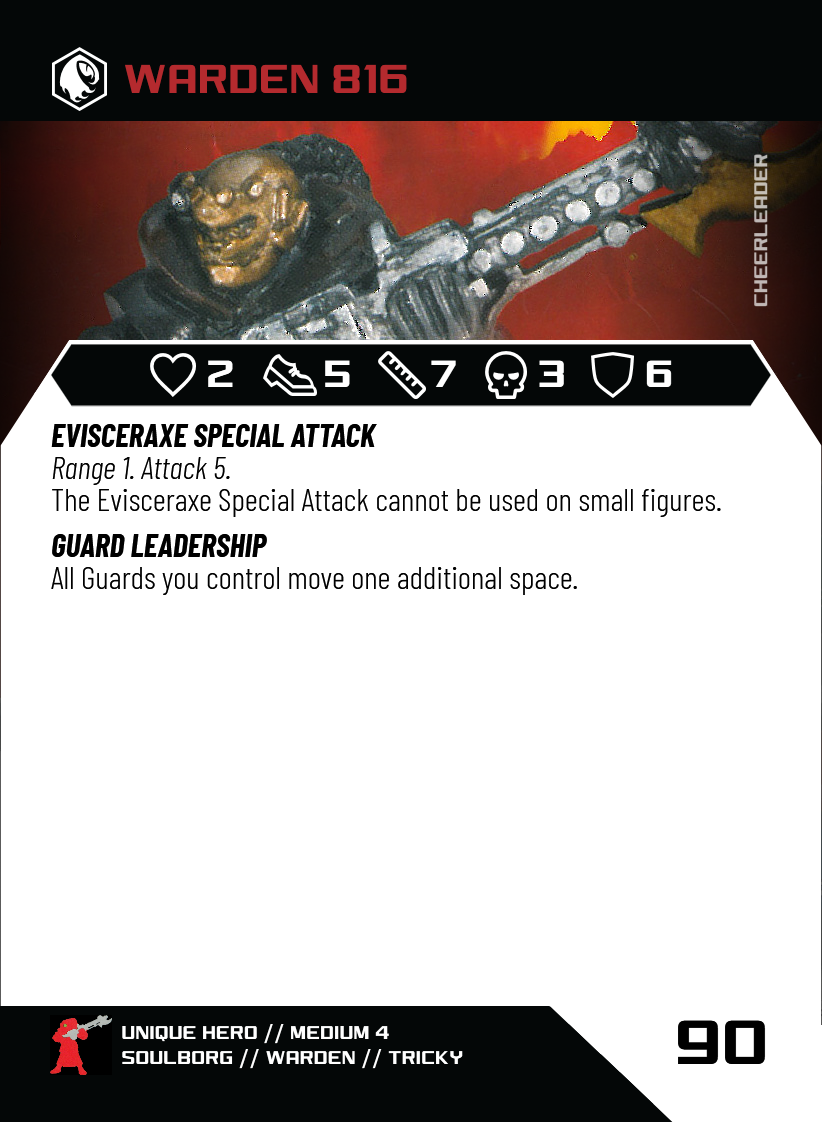 WARDEN 816
CHEERLEADER
2 5 7 3 6
EVISCERAXE SPECIAL ATTACK
Range 1. Attack 5.
The Evisceraxe Special Attack cannot be used on small figures.
GUARD LEADERSHIP
All Guards you control move one additional space.
UNIQUE HERO // MEDIUM 4
SOULBORG // WARDEN // TRICKY
90